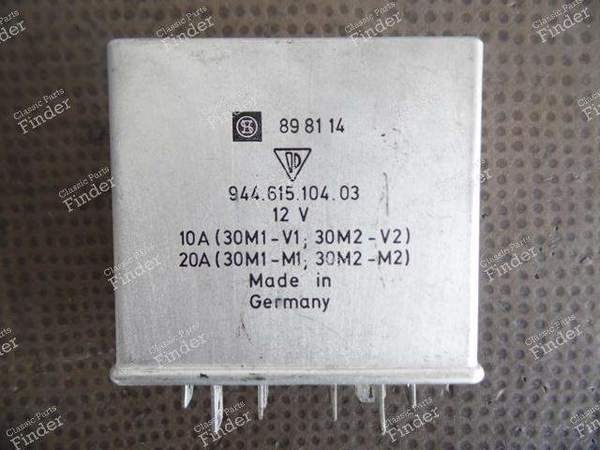 89 81 14
944.615.104.03
12 V
10A (30M1-V1; 30M2-V2)
20A (30M1-M1; 30M2-M2)
Made in
Germany
Classic Parts
Finder